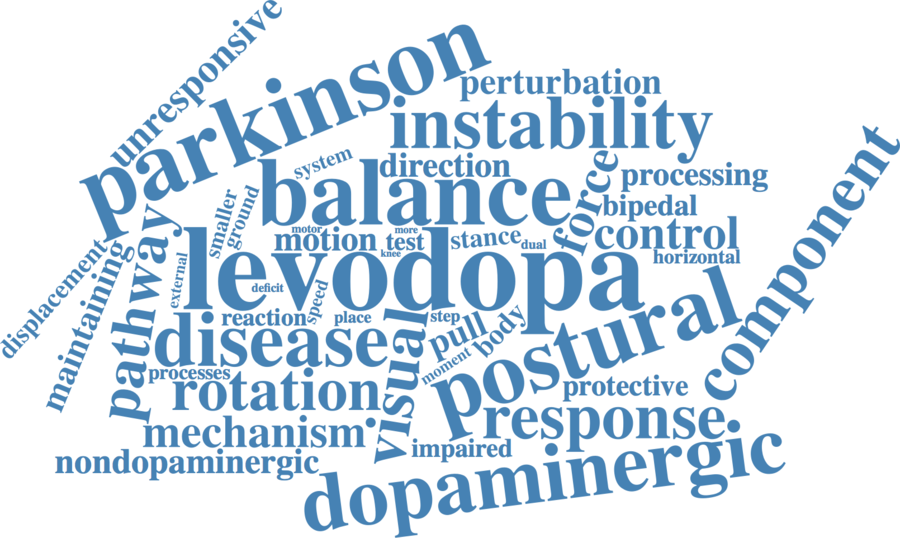 unresponsive
parkinson
perturbation
instability
system
direction
balance
force
processing
component
smaller
ground
bipedal
pathway
motor
more
motion
test
stance
dual
control
knee
horizontal
displacement
maintaining
external
levodopa
deficit
speed
reaction
place
step
disease
visual
pull
body
postural
moment
processes
rotation
protective
mechanism
response
impaired
nondopaminergic
dopaminergic